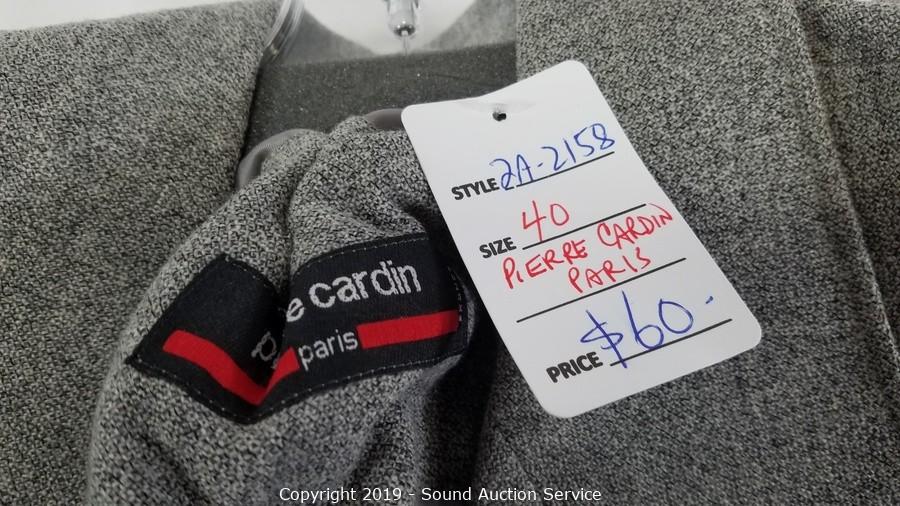 STYLE 2A-2158
SIZE 40
PIERRE CARDIN
PARIS
PRICE $60-
cardin
paris
Copyright 2019 - Sound Auction Service